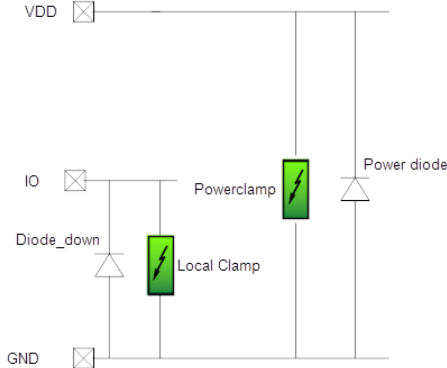 VDD
Power diode
IO
Powerclamp
Diode_down
Local Clamp
GND